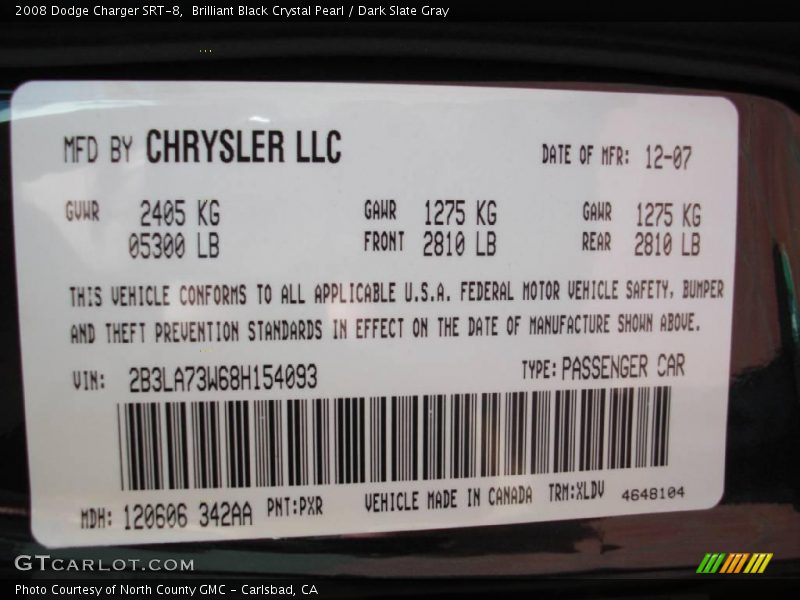 2008 Dodge Charger SRT-8,  Brilliant Black Crystal Pearl / Dark Slate Gray
MFD BY CHRYSLER LLC DATE OF MFR: 12-07
GVWR 2405 KG GAWR 1275 KG GAWR 1275 KG
05300 LB FRONT 2810 LB REAR 2810 LB
THIS VEHICLE CONFORMS TO ALL APPLICABLE U.S.A. FEDERAL MOTOR VEHICLE SAFETY, BUMPER
AND THEFT PREVENTION STANDARDS IN EFFECT ON THE DATE OF MANUFACTURE SHOWN ABOVE.
VIN: 2B3LA73W68H154093 TYPE: PASSENGER CAR
MDH: 120606 342AA PNT:PXR VEHICLE MADE IN CANADA TRM:XLDV 4648104
GTCARLOT.COM
Photo Courtesy of North County GMC - Carlsbad, CA